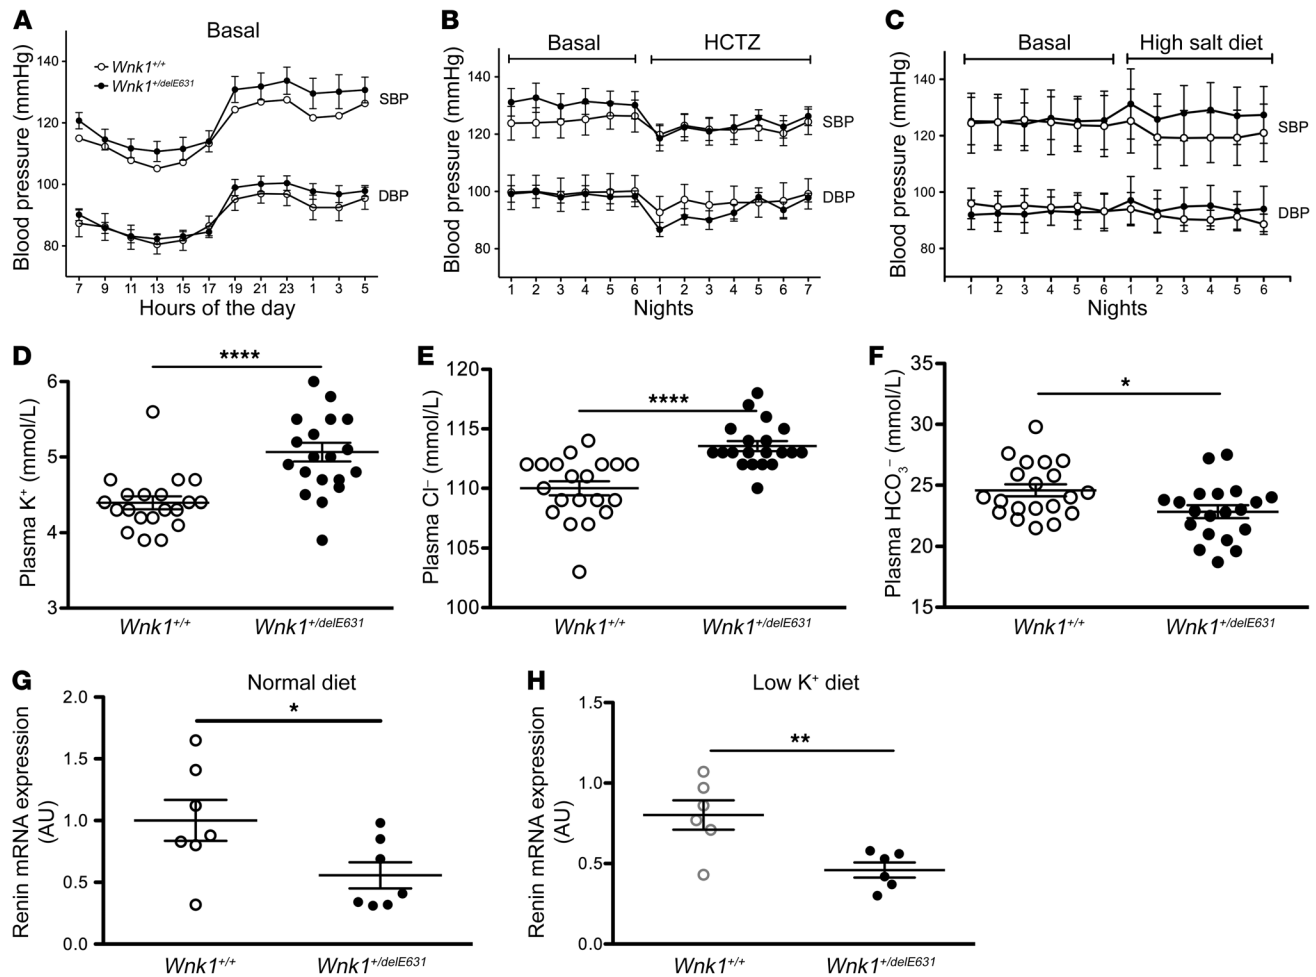 A
Basal
Blood pressure (mmHg)
140
120
100
80
Wnk1+/+
Wnk1+/delE631
SBP
DBP
7 9 11 13 15 17 19 21 23 1 3 5
Hours of the day
B
Basal HCTZ
Blood pressure (mmHg)
140
120
100
80
SBP
DBP
1 2 3 4 5 6 1 2 3 4 5 6 7
Nights
C
Basal High salt diet
Blood pressure (mmHg)
140
120
100
80
SBP
DBP
1 2 3 4 5 6 1 2 3 4 5 6
Nights
D
****
Plasma K+ (mmol/L)
6
5
4
3
Wnk1+/+ Wnk1+/delE631
E
****
Plasma Cl– (mmol/L)
120
115
110
105
100
Wnk1+/+ Wnk1+/delE631
F
*
Plasma HCO3– (mmol/L)
35
30
25
20
15
Wnk1+/+ Wnk1+/delE631
G
Normal diet
*
Renin mRNA expression
(AU)
2.0
1.5
1.0
0.5
0.0
Wnk1+/+ Wnk1+/delE631
H
Low K+ diet
**
Renin mRNA expression
(AU)
1.5
1.0
0.5
0.0
Wnk1+/+ Wnk1+/delE631